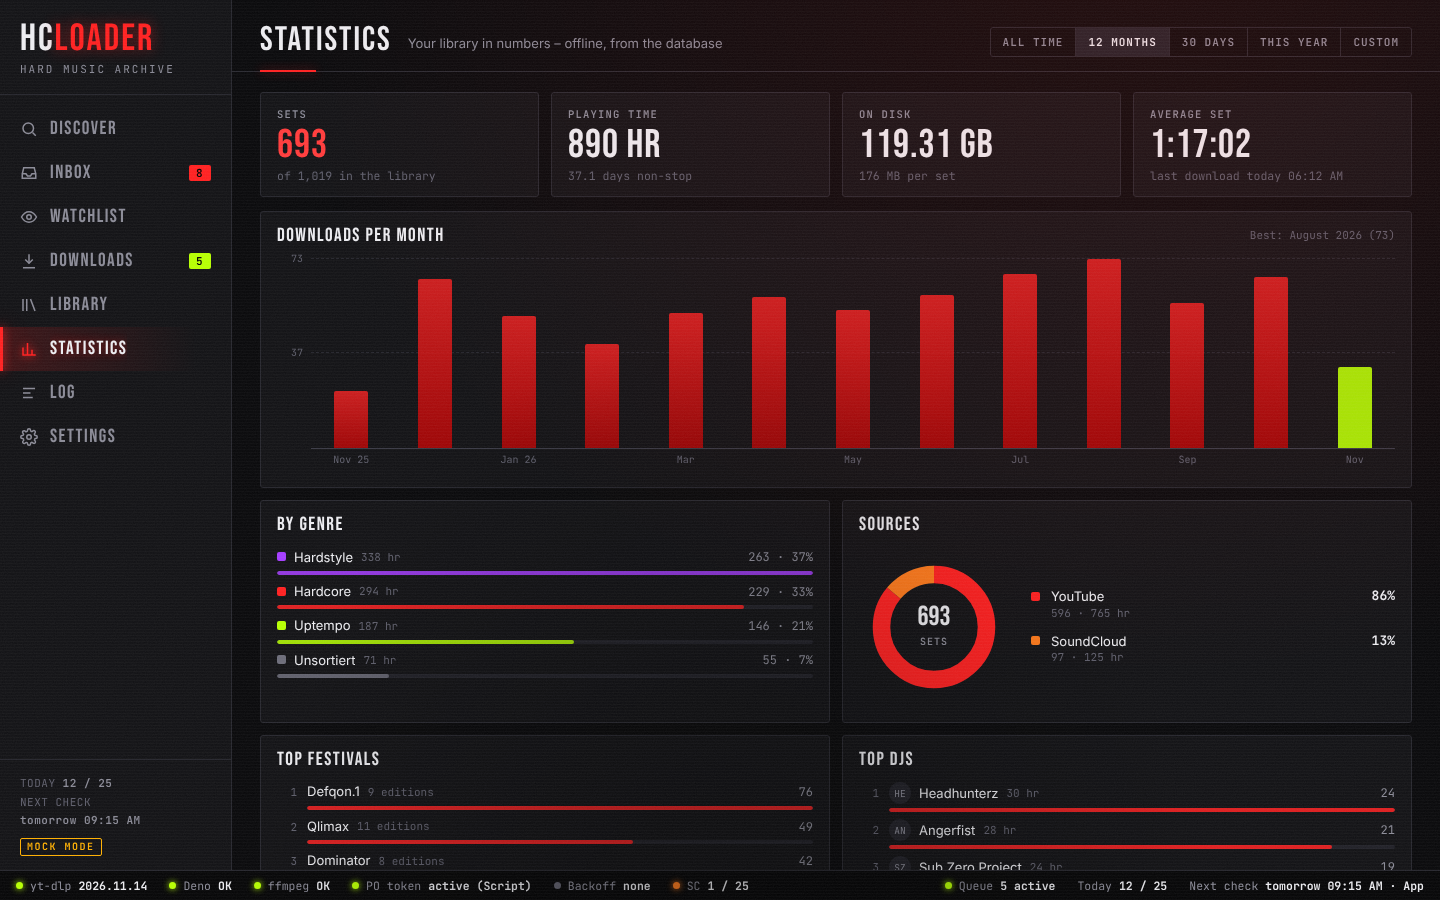 HCLOADER
HARD MUSIC ARCHIVE
DISCOVER
INBOX 8
WATCHLIST
DOWNLOADS 5
LIBRARY
STATISTICS
LOG
SETTINGS
TODAY 12 / 25
NEXT CHECK
tomorrow 09:15 AM
MOCK MODE
STATISTICS Your library in numbers – offline, from the database
ALL TIME 12 MONTHS 30 DAYS THIS YEAR CUSTOM
SETS
693
of 1,019 in the library
PLAYING TIME
890 HR
37.1 days non-stop
ON DISK
119.31 GB
176 MB per set
AVERAGE SET
1:17:02
last download today 06:12 AM
DOWNLOADS PER MONTH Best: August 2026 (73)
73
37
Nov 25 Jan 26 Mar May Jul Sep Nov
BY GENRE
Hardstyle 338 hr 263 · 37%
Hardcore 294 hr 229 · 33%
Uptempo 187 hr 146 · 21%
Unsortiert 71 hr 55 · 7%
SOURCES
693
SETS
YouTube 86%
596 · 765 hr
SoundCloud 13%
97 · 125 hr
TOP FESTIVALS
1 Defqon.1 9 editions 76
2 Qlimax 11 editions 49
3 Dominator 8 editions 42
TOP DJS
1 HE Headhunterz 30 hr 24
2 AN Angerfist 28 hr 21
3 SZ Sub Zero Project 24 hr 19
yt-dlp 2026.11.14 Deno OK ffmpeg OK PO token active (Script) Backoff none SC 1 / 25 Queue 5 active Today 12 / 25 Next check tomorrow 09:15 AM · App